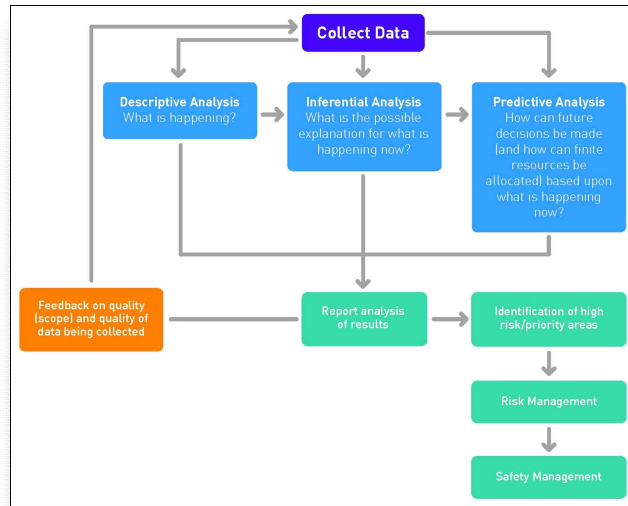 Collect Data
Descriptive Analysis
What is happening?
Inferential Analysis
What is the possible
explanation for what is
happening now?
Predictive Analysis
How can future
decisions be made
(and how can finite
resources be
allocated) based upon
what is happening
now?
Feedback on quality
(scope) and quality of
data being collected
Report analysis
of results
Identification of high
risk/priority areas
Risk Management
Safety Management